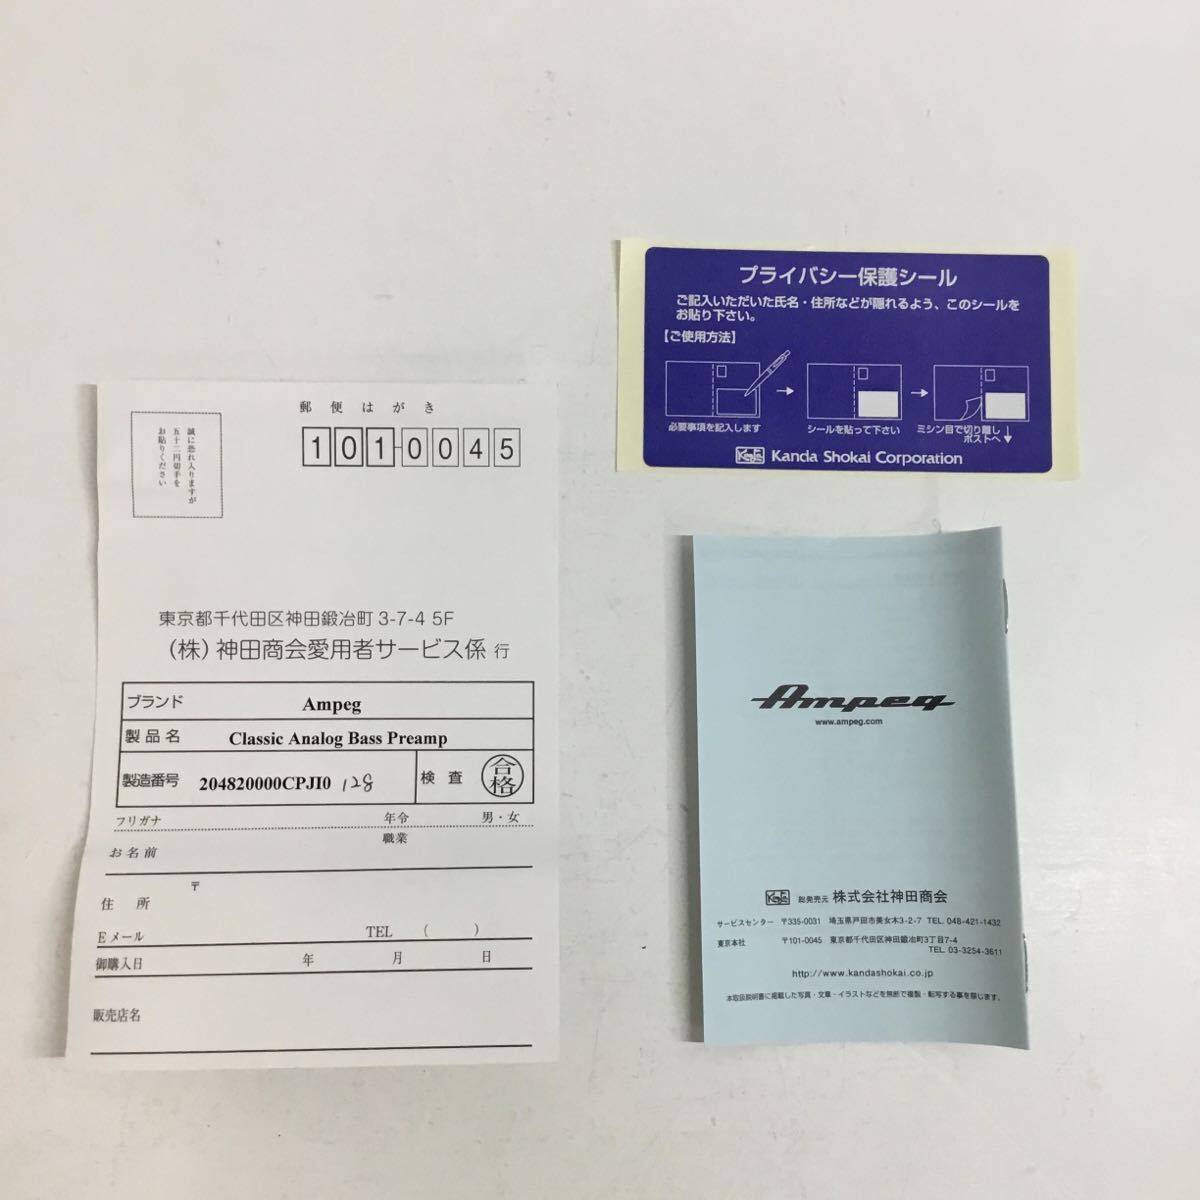 郵便はがき
101-0045
誠に恐れ入りますが
五十二円切手を
お貼りください
東京都千代田区神田鍛冶町 3-7-4 5F
(株) 神田商会愛用者サービス係 行
ブランド Ampeg
製品名 Classic Analog Bass Preamp
製造番号 204820000CPJI0 128 検査 合格
フリガナ 年令 男・女
職業
お名前
〒
住所
Eメール TEL ( )
御購入日 年 月 日
販売店名
プライバシー保護シール
ご記入いただいた氏名・住所などが隠れるよう、このシールを
お貼り下さい。
【ご使用方法】
必要事項を記入します
シールを貼って下さい
ミシン目で切り離し
ポストへ
Kanda Shokai Corporation
Ampeg
www.ampeg.com
総発売元 株式会社神田商会
サービスセンター 〒335-0031 埼玉県戸田市美女木3-2-7 TEL. 048-421-1432
東京本社 〒101-0045 東京都千代田区神田鍛冶町3丁目7-4
TEL. 03-3254-3611
http://www.kandashokai.co.jp
本取扱説明書に掲載した写真・文章・イラストなどを無断で複製・転写する事を禁じます。